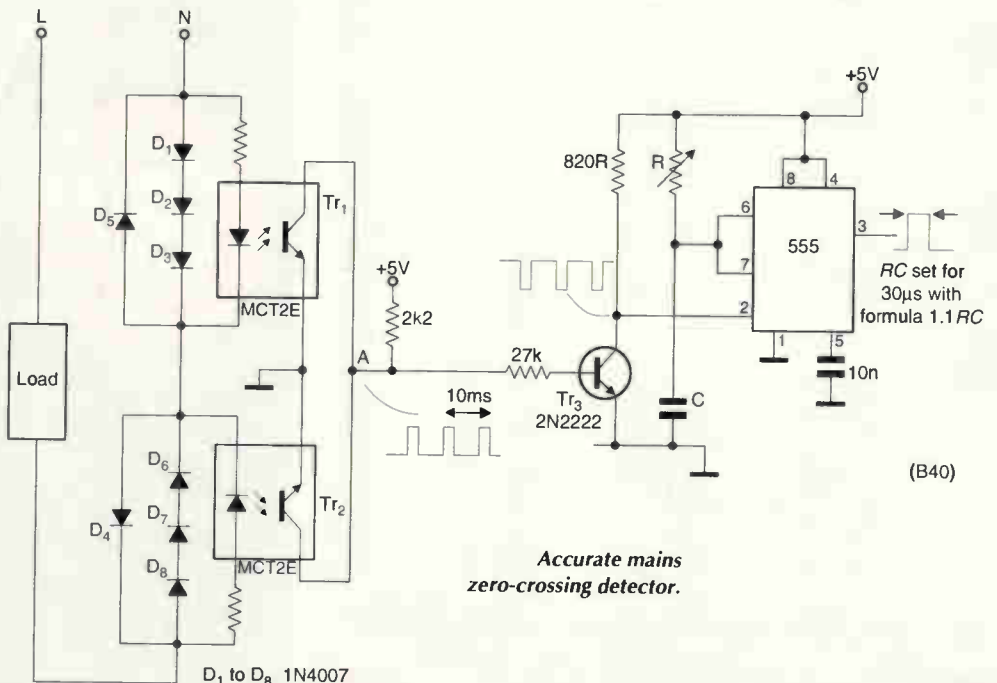 L
N
+5V
D1
820R
R
8
4
Tr1
D2
6
D5
555
3
D3
7
+5V
RC set for
30µs with
formula 1.1RC
MCT2E
2
2k2
A
27k
1
5
Load
10n
10ms
Tr3
2N2222
C
D6
(B40)
D4
D7
Tr2
D8
MCT2E
Accurate mains
zero-crossing detector.
D1 to D8 1N4007